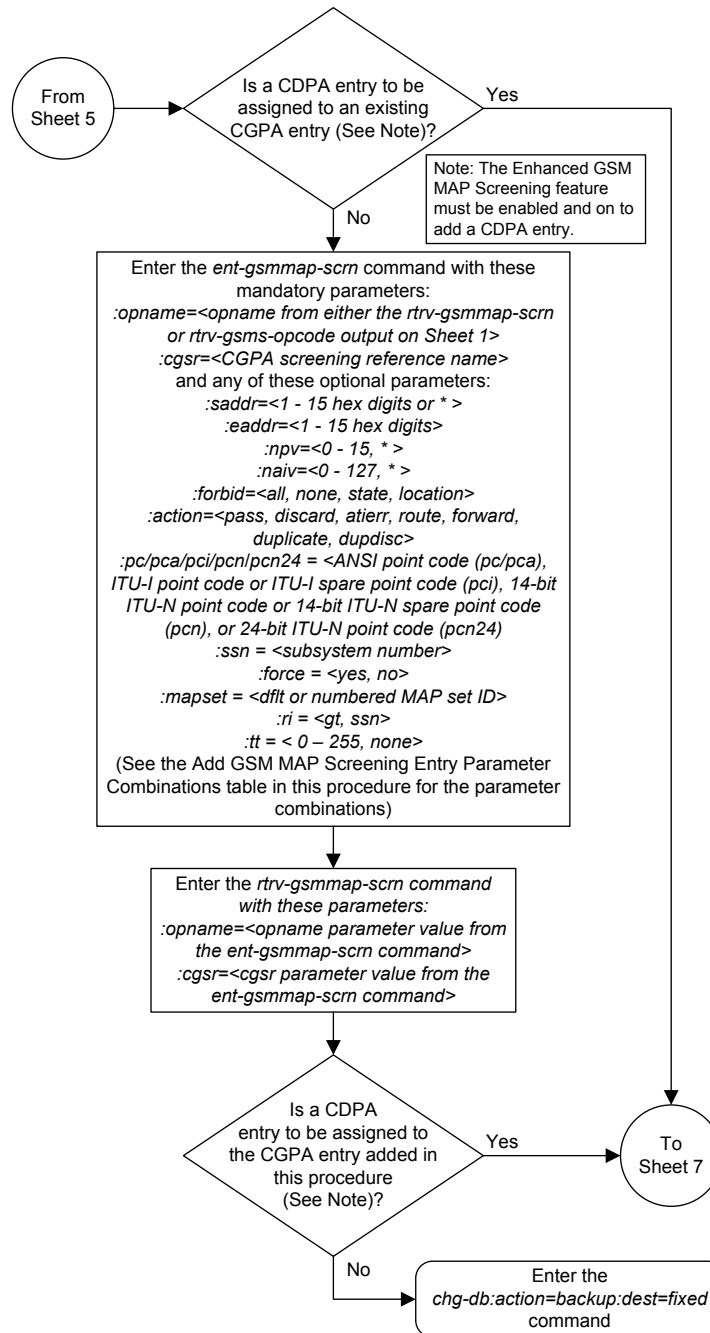 From
Sheet 5
Is a CDPA entry to be
assigned to an existing
CGPA entry (See Note)?
Yes
Note: The Enhanced GSM
MAP Screening feature
must be enabled and on to
add a CDPA entry.
No
Enter the ent-gsmmap-scrn command with these
mandatory parameters:
:opname=<opname from either the rtrv-gsmmap-scrn
or rtrv-gsms-opcode output on Sheet 1>
:cgsr=<CGPA screening reference name>
and any of these optional parameters:
:saddr=<1 - 15 hex digits or * >
:eaddr=<1 - 15 hex digits>
:npv=<0 - 15, * >
:naiv=<0 - 127, * >
:forbid=<all, none, state, location>
:action=<pass, discard, atierr, route, forward,
duplicate, dupdisc>
:pc/pca/pci/pcn/pcn24 = <ANSI point code (pc/pca),
ITU-I point code or ITU-I spare point code (pci), 14-bit
ITU-N point code or 14-bit ITU-N spare point code
(pcn), or 24-bit ITU-N point code (pcn24)
:ssn = <subsystem number>
:force = <yes, no>
:mapset = <dflt or numbered MAP set ID>
:ri = <gt, ssn>
:tt = < 0 – 255, none>
(See the Add GSM MAP Screening Entry Parameter
Combinations table in this procedure for the parameter
combinations)
Enter the rtrv-gsmmap-scrn command
with these parameters:
:opname=<opname parameter value from
the ent-gsmmap-scrn command>
:cgsr=<cgsr parameter value from the
ent-gsmmap-scrn command>
Is a CDPA
entry to be assigned to
the CGPA entry added in
this procedure
(See Note)?
Yes
To
Sheet 7
No
Enter the
chg-db:action=backup:dest=fixed
command